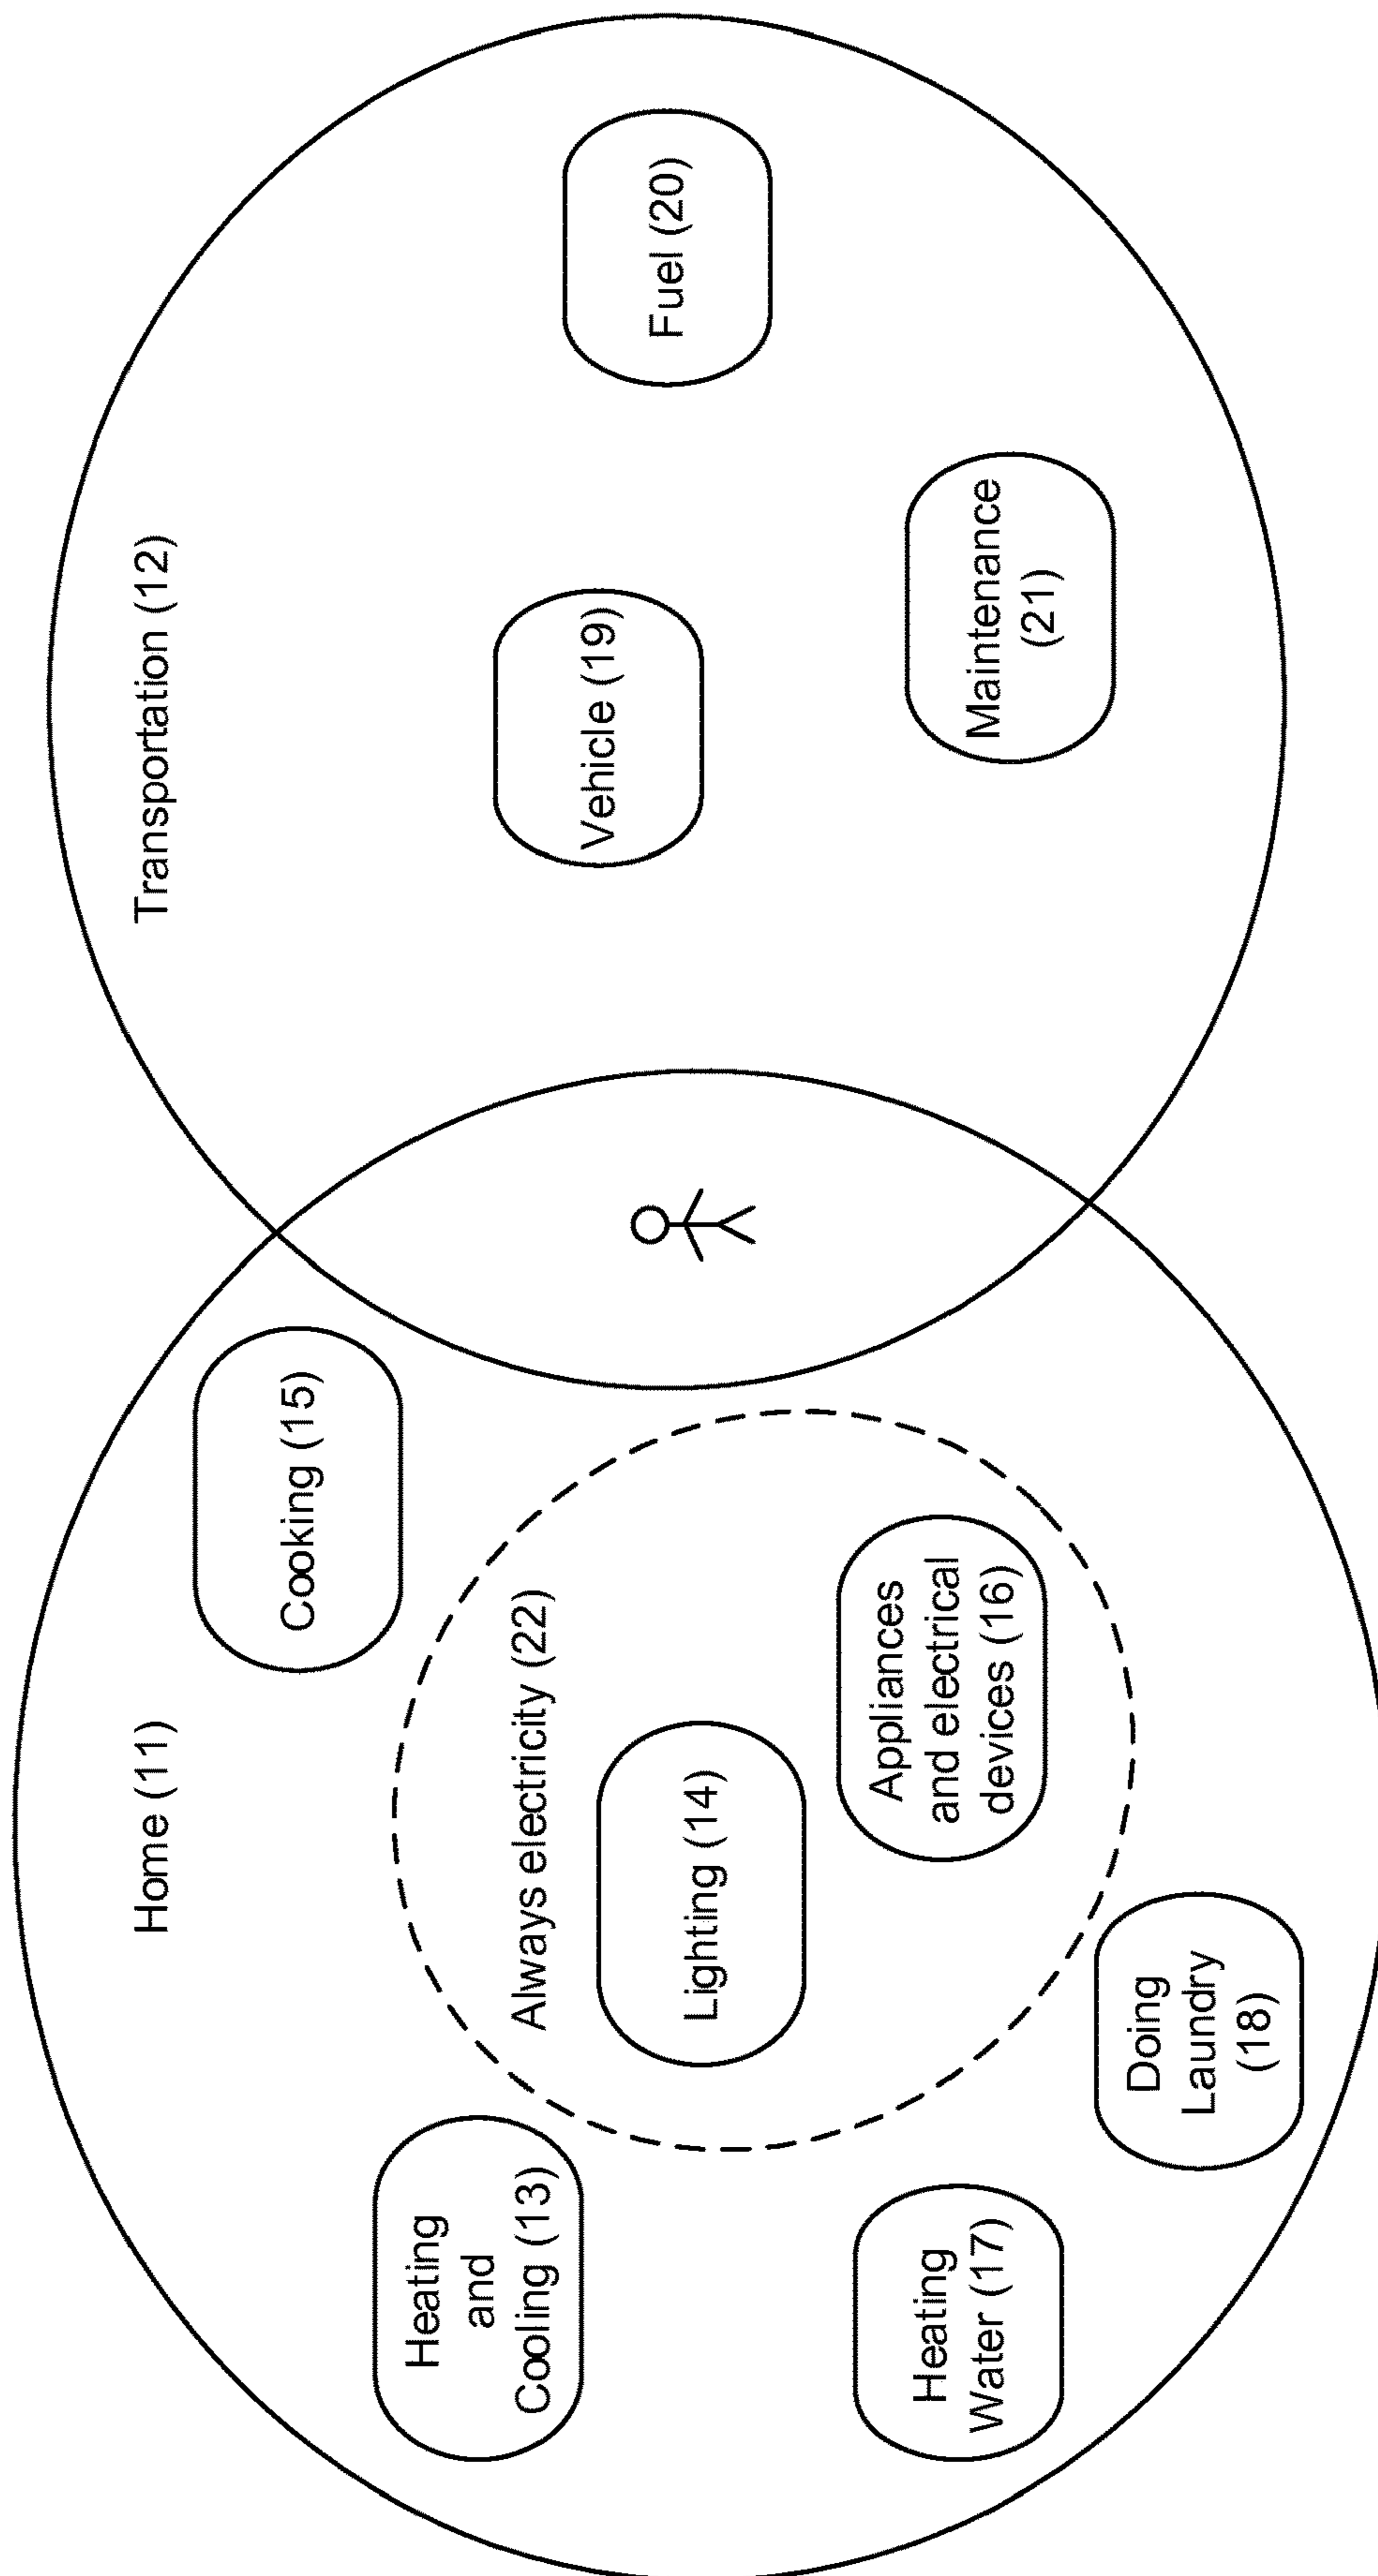 Home (11)
Transportation (12)
Cooking (15)
Heating
and
Cooling (13)
Always electricity (22)
Lighting (14)
Appliances
and electrical
devices (16)
Heating
Water (17)
Doing
Laundry
(18)
Vehicle (19)
Fuel (20)
Maintenance
(21)